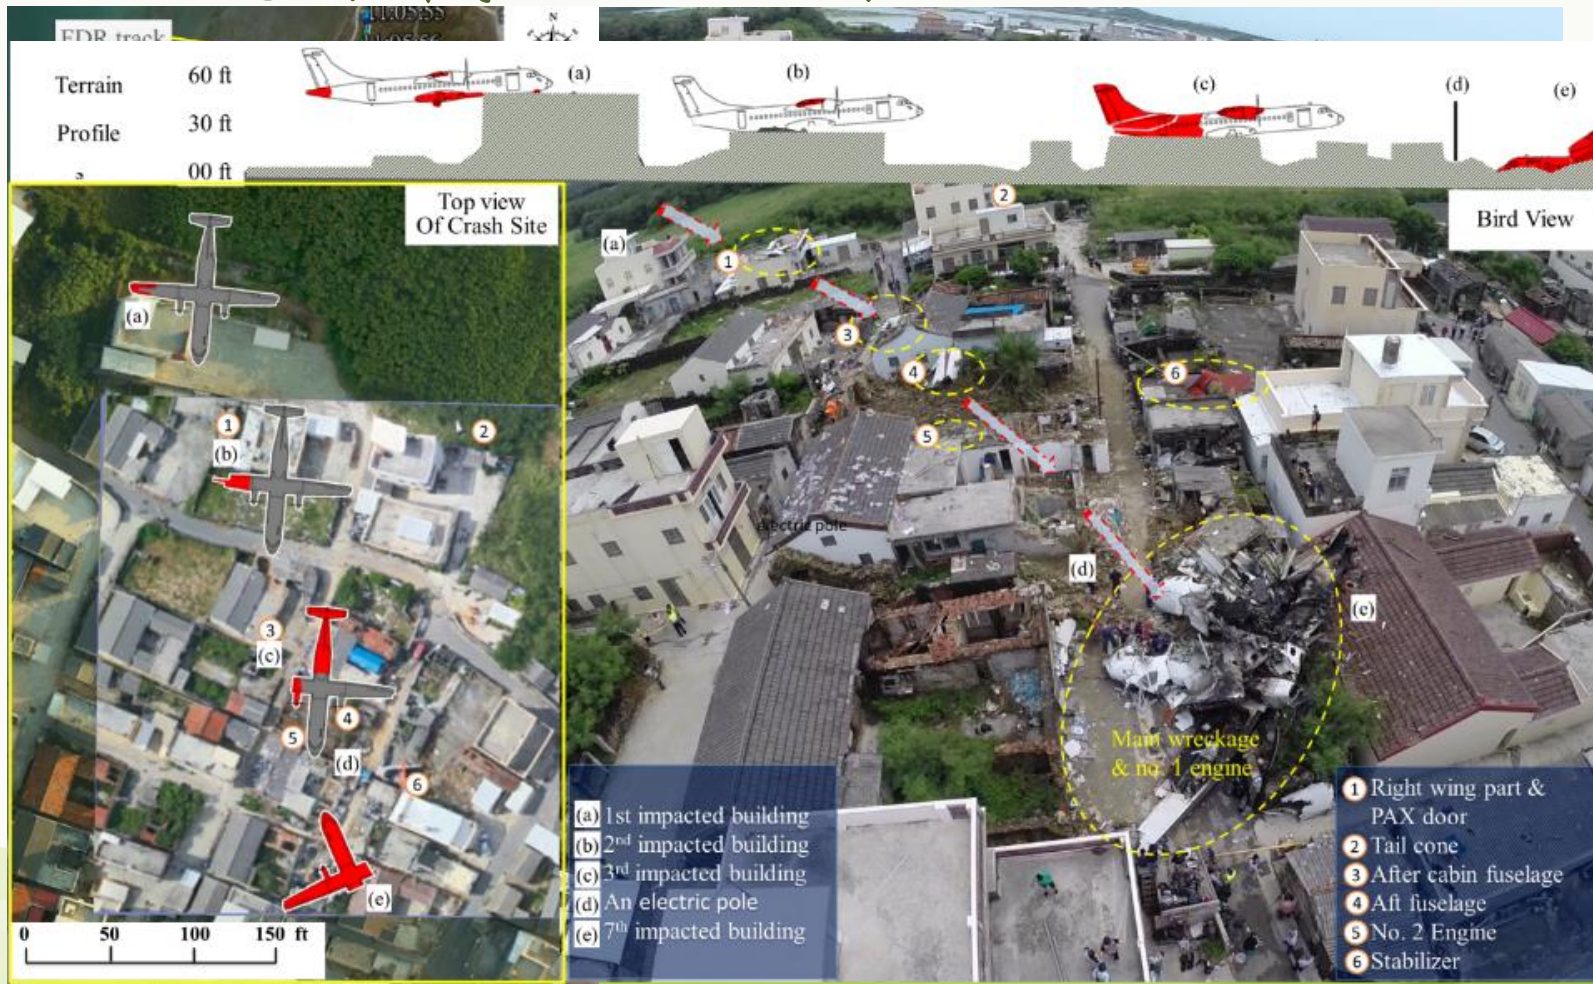 11:05:55
FDR track
N
Terrain
60 ft
(a)
(b)
(c)
(d)
(e)
Profile
30 ft
00 ft
Top view
Of Crash Site
(a)
1
(b)
2
3
(c)
4
5
(d)
6
(e)
0 50 100 150 ft
Bird View
(a)
1
2
3
4
5
6
electric pole
(d)
(e)
Main wreckage
& no. 1 engine
(a) 1st impacted building
(b) 2nd impacted building
(c) 3rd impacted building
(d) An electric pole
(e) 7th impacted building
1 Right wing part &
PAX door
2 Tail cone
3 After cabin fuselage
4 Aft fuselage
5 No. 2 Engine
6 Stabilizer